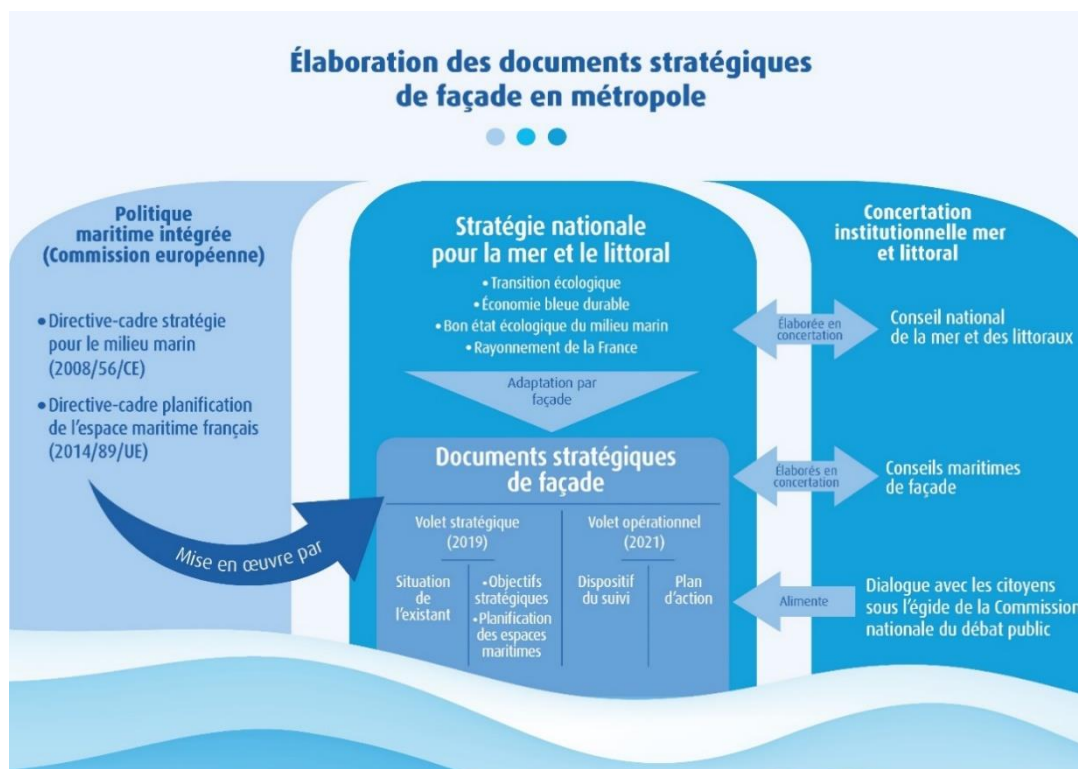 Élaboration des documents stratégiques
de façade en métropole
Politique
maritime intégrée
(Commission européenne)
• Directive-cadre stratégie
pour le milieu marin
(2008/56/CE)
• Directive-cadre planification
de l'espace maritime français
(2014/89/UE)
Mise en œuvre par
Stratégie nationale
pour la mer et le littoral
• Transition écologique
• Économie bleue durable
• Bon état écologique du milieu marin
• Rayonnement de la France
Adaptation par
façade
Documents stratégiques
de façade
Volet stratégique
(2019)
Situation
de
l'existant
• Objectifs
stratégiques
• Planification
des espaces
maritimes
Volet opérationnel
(2021)
Dispositif
du suivi
Plan
d'action
Concertation
institutionnelle mer
et littoral
Élaborée en
concertation
Conseil national
de la mer et des littoraux
Élaborés en
concertation
Conseils maritimes
de façade
Alimente
Dialogue avec les citoyens
sous l'égide de la Commission
nationale du débat public